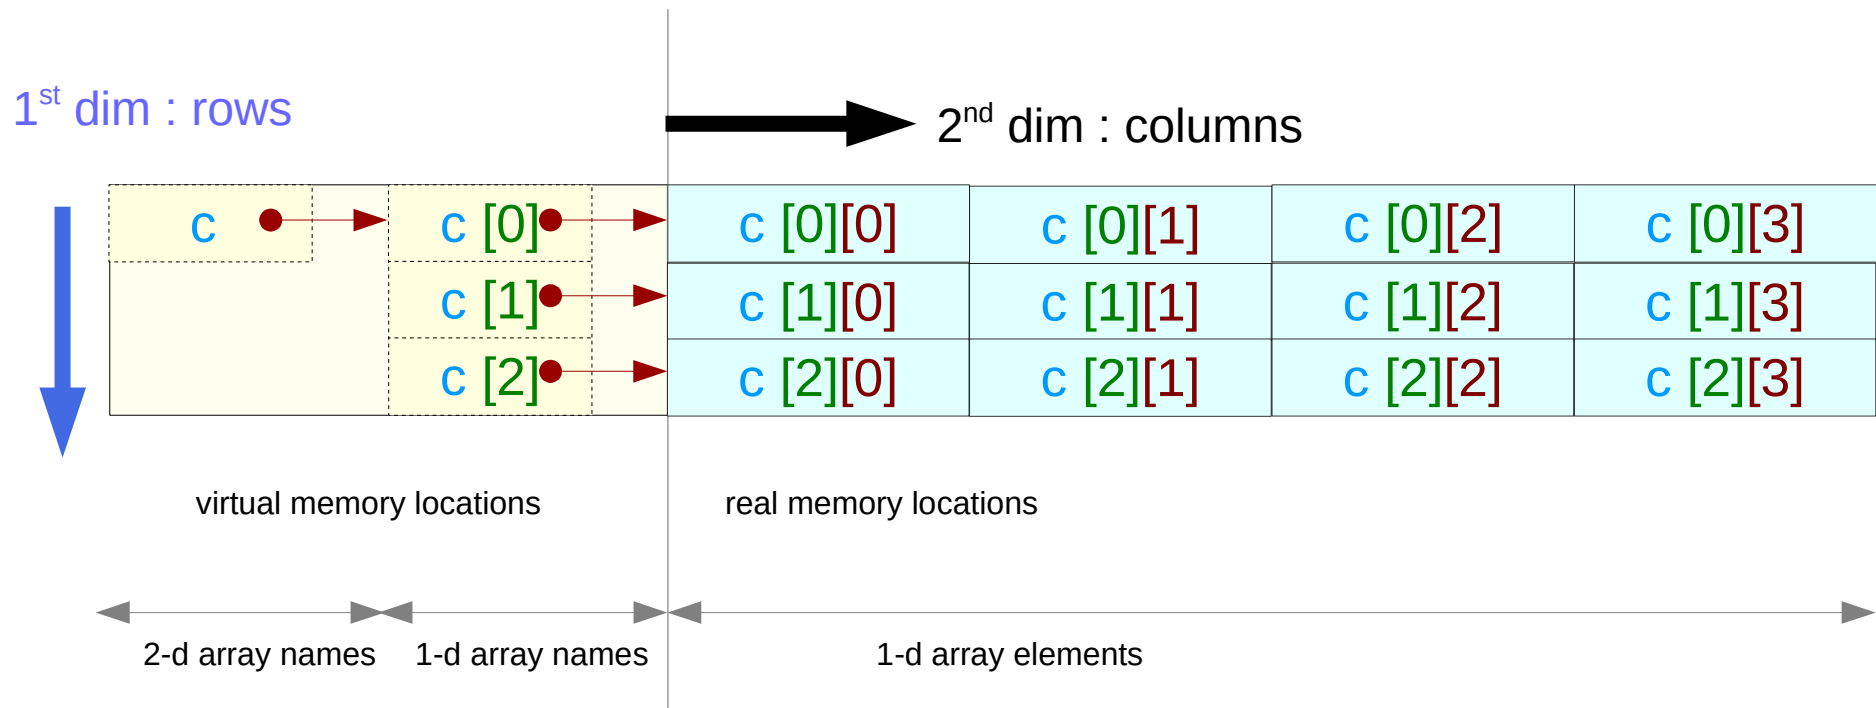 1st dim : rows
2nd dim : columns
c c [0] c [0][0] c [0][1] c [0][2] c [0][3]
c [1] c [1][0] c [1][1] c [1][2] c [1][3]
c [2] c [2][0] c [2][1] c [2][2] c [2][3]
virtual memory locations real memory locations
2-d array names 1-d array names 1-d array elements